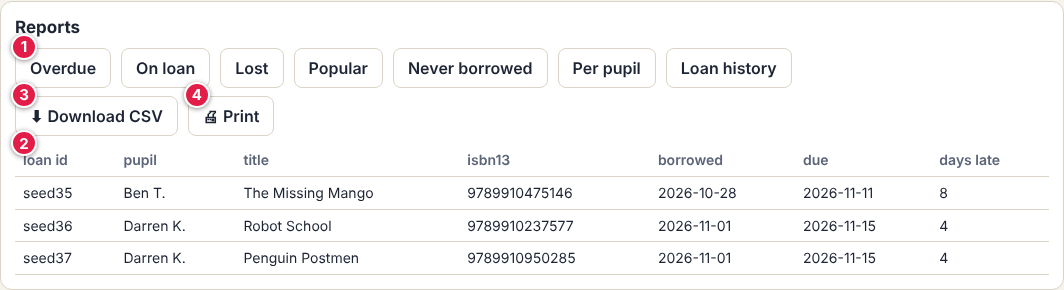 Reports
1
Overdue On loan Lost Popular Never borrowed Per pupil Loan history
3 4
⬇ Download CSV 🖨 Print
2
loan id pupil title isbn13 borrowed due days late
seed35 Ben T. The Missing Mango 9789910475146 2026-10-28 2026-11-11 8
seed36 Darren K. Robot School 9789910237577 2026-11-01 2026-11-15 4
seed37 Darren K. Penguin Postmen 9789910950285 2026-11-01 2026-11-15 4